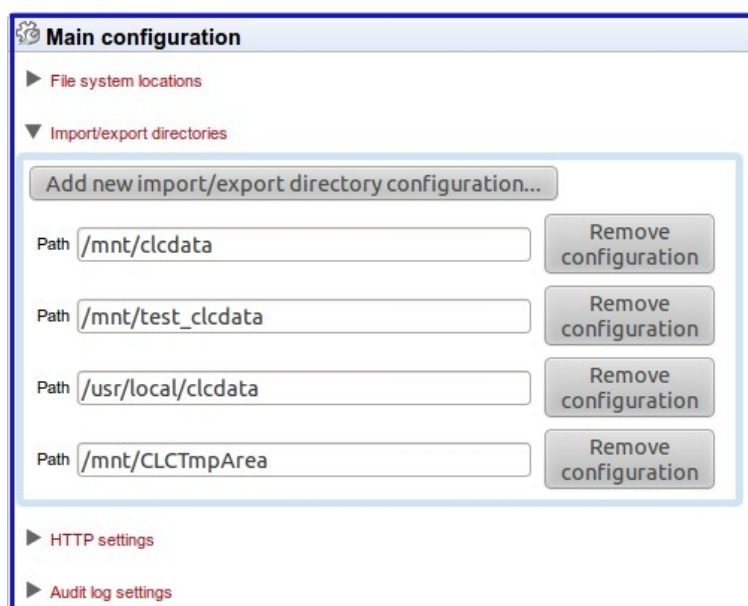 Main configuration
File system locations
Import/export directories
Add new import/export directory configuration...
Path /mnt/clcdata Remove configuration
Path /mnt/test_clcdata Remove configuration
Path /usr/local/clcdata Remove configuration
Path /mnt/CLCTmpArea Remove configuration
HTTP settings
Audit log settings